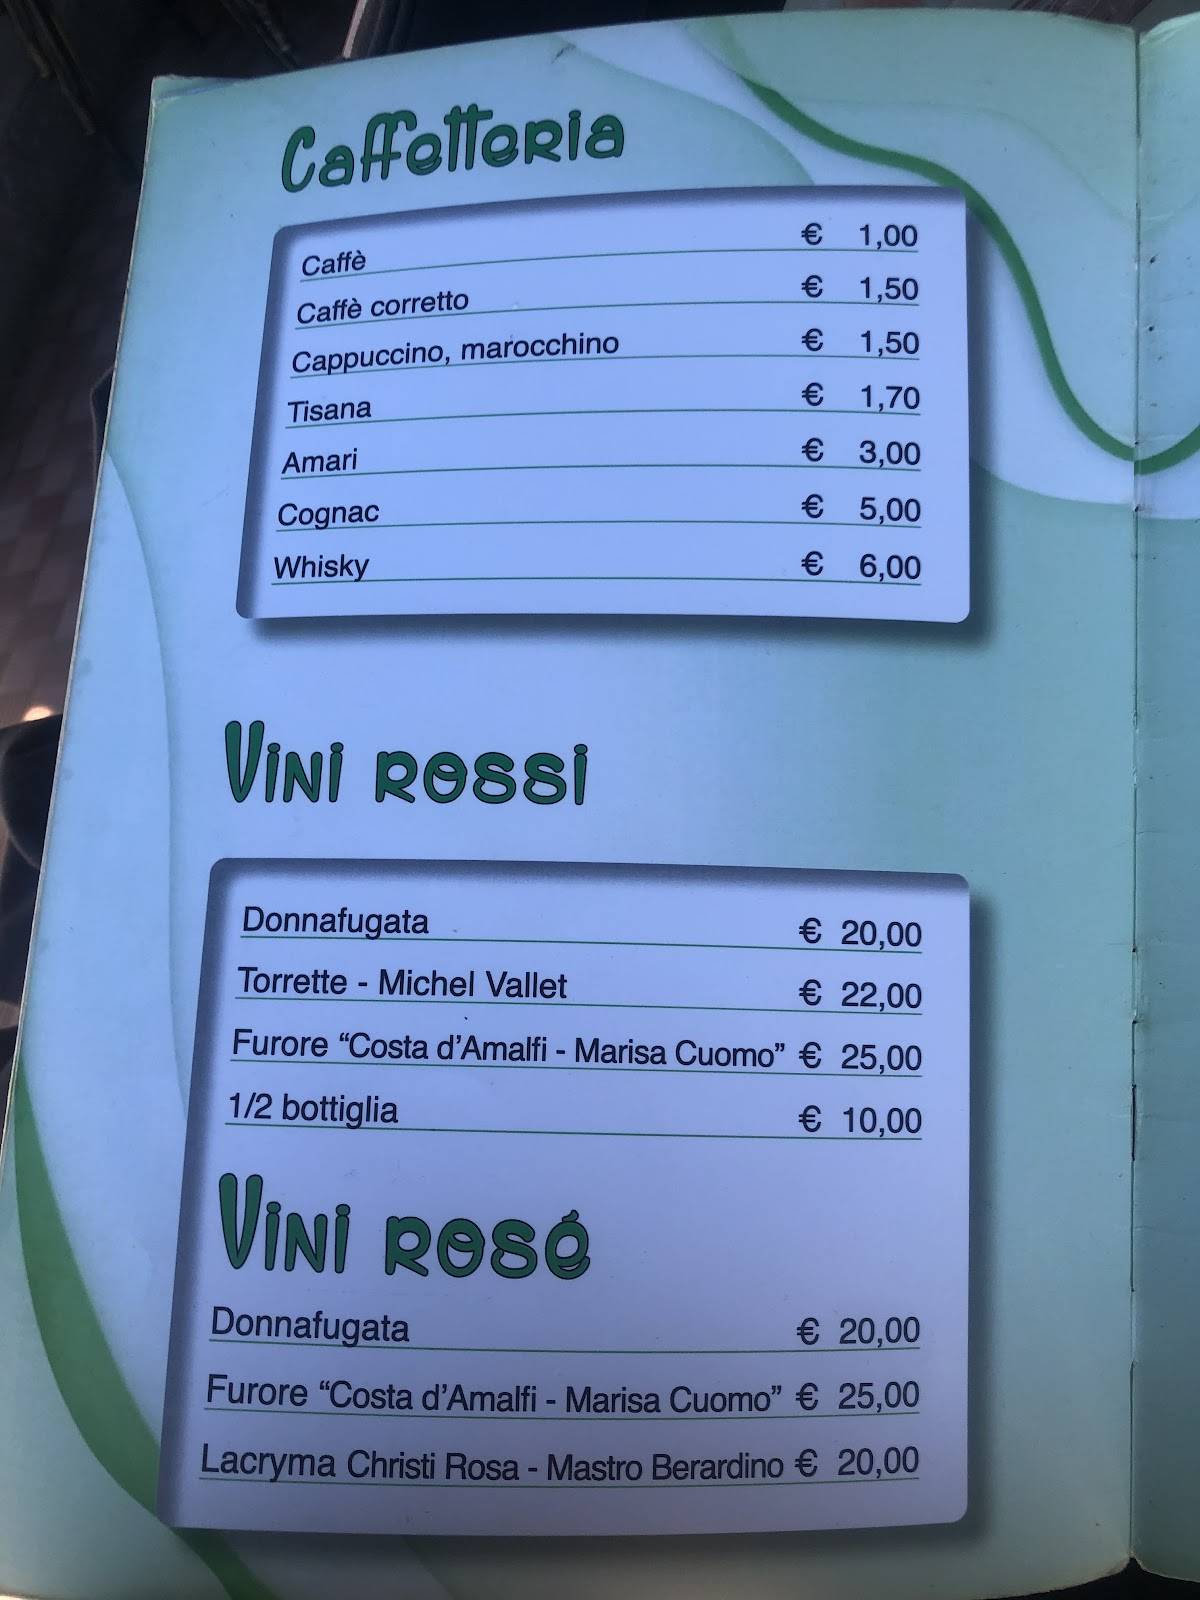 Caffetteria
Caffè € 1,00
Caffè corretto € 1,50
Cappuccino, marocchino € 1,50
Tisana € 1,70
Amari € 3,00
Cognac € 5,00
Whisky € 6,00
Vini rossi
Donnafugata € 20,00
Torrette - Michel Vallet € 22,00
Furore “Costa d’Amalfi - Marisa Cuomo” € 25,00
1/2 bottiglia € 10,00
Vini rosé
Donnafugata € 20,00
Furore “Costa d’Amalfi - Marisa Cuomo” € 25,00
Lacryma Christi Rosa - Mastro Berardino € 20,00